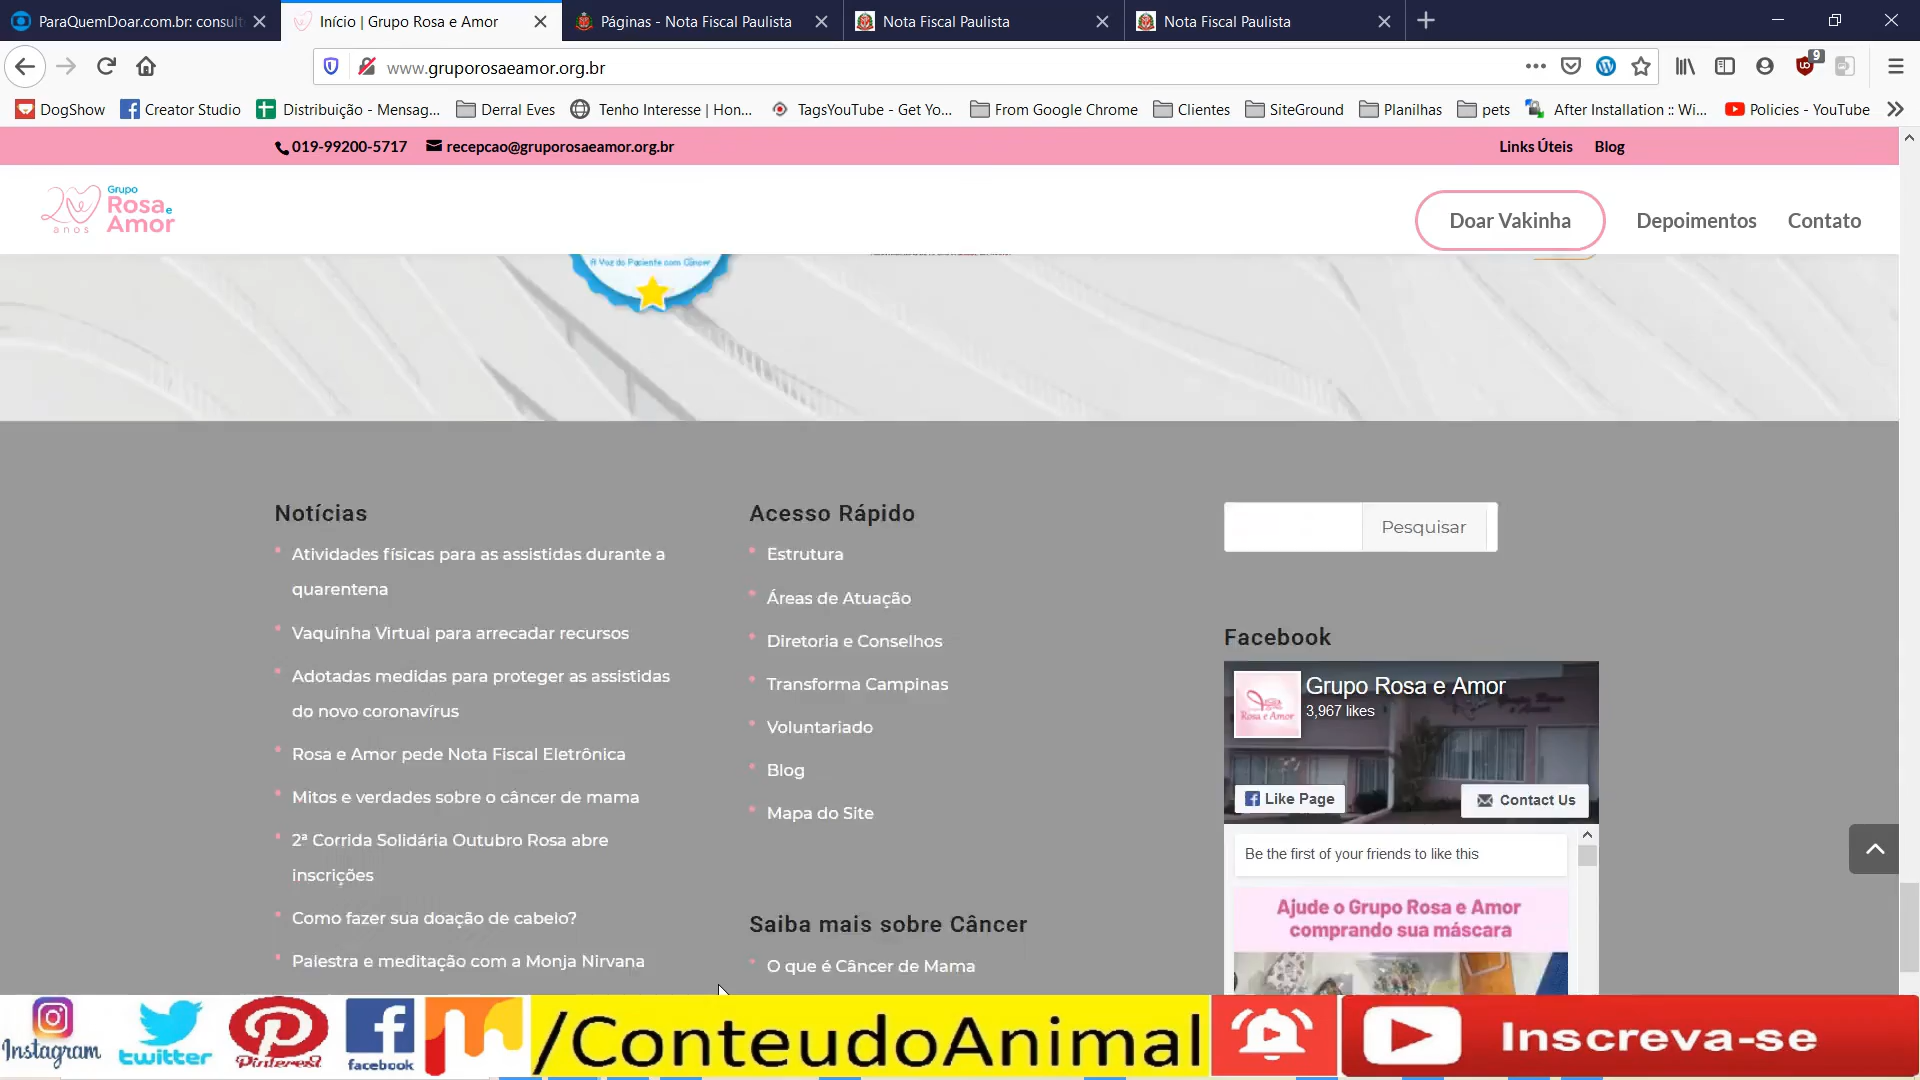 ParaQuemDoar.com.br: consult
Início | Grupo Rosa e Amor
Páginas - Nota Fiscal Paulista
Nota Fiscal Paulista
Nota Fiscal Paulista
www.gruporosaeamor.org.br
9
DogShow
Creator Studio
Distribuição - Mensag...
Derral Eves
Tenho Interesse | Hon...
TagsYouTube - Get Yo...
From Google Chrome
Clientes
SiteGround
Planilhas
pets
After Installation :: Wi...
Policies - YouTube
019-99200-5717
recepcao@gruporosaeamor.org.br
Links Úteis
Blog
20 anos
Grupo
Rosa e
Amor
Doar Vakinha
Depoimentos
Contato
A Voz do Paciente com Câncer
Notícias
Atividades físicas para as assistidas durante a
quarentena
Vaquinha Virtual para arrecadar recursos
Adotadas medidas para proteger as assistidas
do novo coronavírus
Rosa e Amor pede Nota Fiscal Eletrônica
Mitos e verdades sobre o câncer de mama
2ª Corrida Solidária Outubro Rosa abre
inscrições
Como fazer sua doação de cabelo?
Palestra e meditação com a Monja Nirvana
Acesso Rápido
Estrutura
Áreas de Atuação
Diretoria e Conselhos
Transforma Campinas
Voluntariado
Blog
Mapa do Site
Saiba mais sobre Câncer
O que é Câncer de Mama
Pesquisar
Facebook
Rosa e Amor
Grupo Rosa e Amor
3,967 likes
Like Page
Contact Us
Be the first of your friends to like this
Ajude o Grupo Rosa e Amor
comprando sua máscara
Instagram
twitter
Pinterest
facebook
/ConteudoAnimal
Inscreva-se